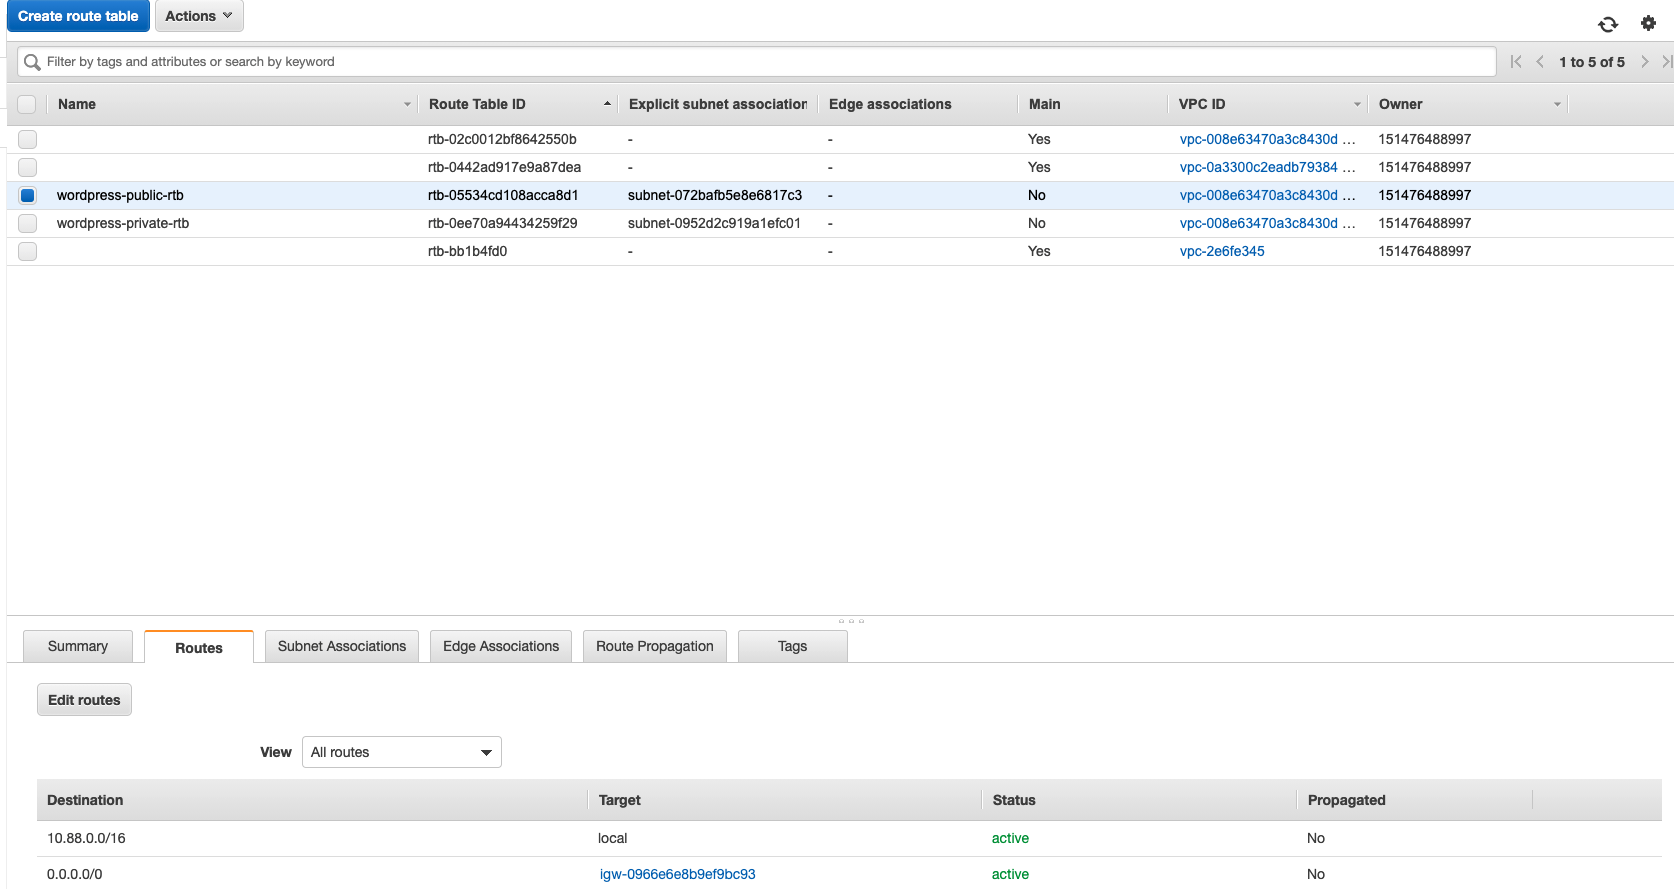 Create route table Actions
Filter by tags and attributes or search by keyword 1 to 5 of 5
Name Route Table ID Explicit subnet association Edge associations Main VPC ID Owner
rtb-02c0012bf8642550b - - Yes vpc-008e63470a3c8430d ... 151476488997
rtb-0442ad917e9a87dea - - Yes vpc-0a3300c2eadb79384 ... 151476488997
wordpress-public-rtb rtb-05534cd108acca8d1 subnet-072bafb5e8e6817c3 - No vpc-008e63470a3c8430d ... 151476488997
wordpress-private-rtb rtb-0ee70a94434259f29 subnet-0952d2c919a1efc01 - No vpc-008e63470a3c8430d ... 151476488997
rtb-bb1b4fd0 - - Yes vpc-2e6fe345 151476488997
Summary Routes Subnet Associations Edge Associations Route Propagation Tags
Edit routes
View All routes
Destination Target Status Propagated
10.88.0.0/16 local active No
0.0.0.0/0 igw-0966e6e8b9ef9bc93 active No